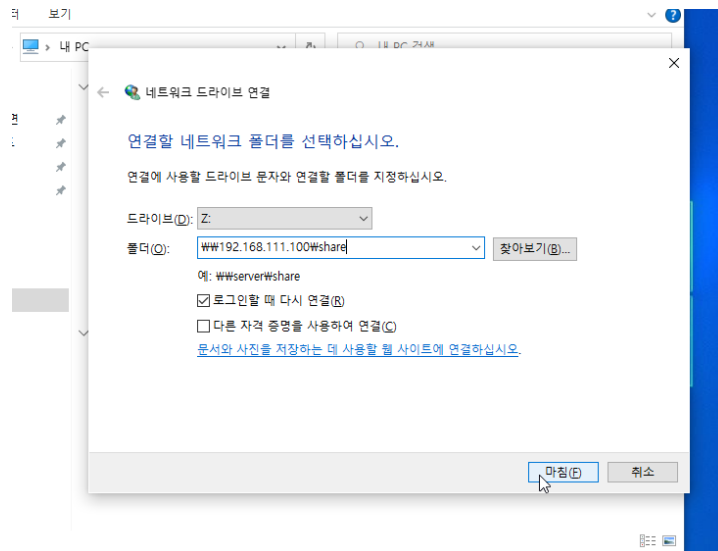 보기
내 PC
내 PC 검색
네트워크 드라이브 연결
연결할 네트워크 폴더를 선택하십시오.
연결에 사용할 드라이브 문자와 연결할 폴더를 지정하십시오.
드라이브(D): Z:
폴더(O): ₩₩192.168.111.100₩share 찾아보기(B)...
예: ₩₩server₩share
로그인할 때 다시 연결(R)
다른 자격 증명을 사용하여 연결(C)
문서와 사진을 저장하는 데 사용할 웹 사이트에 연결하십시오.
마침(F) 취소